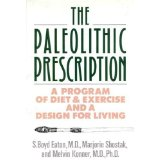 THE
PALEOLITHIC
PRESCRIPTION
A PROGRAM
OF DIET & EXERCISE
AND A
DESIGN FOR LIVING
S. Boyd Eaton, M.D., Marjorie Shostak,
and Melvin Konner, M.D., Ph.D.